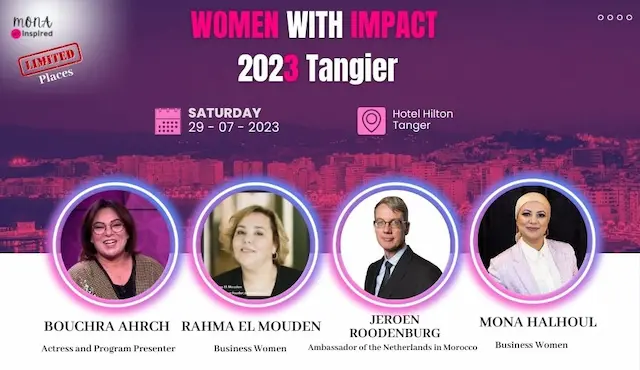 MONA
inspired
LIMITED
Places
WOMEN WITH IMPACT
2023 Tangier
SATURDAY
29 - 07 - 2023
Hotel Hilton
Tanger
BOUCHRA AHRCH
Actress and Program Presenter
RAHMA EL MOUDEN
Business Women
JEROEN
ROODENBURG
Ambassador of the Netherlands in Morocco
MONA HALHOUL
Business Women